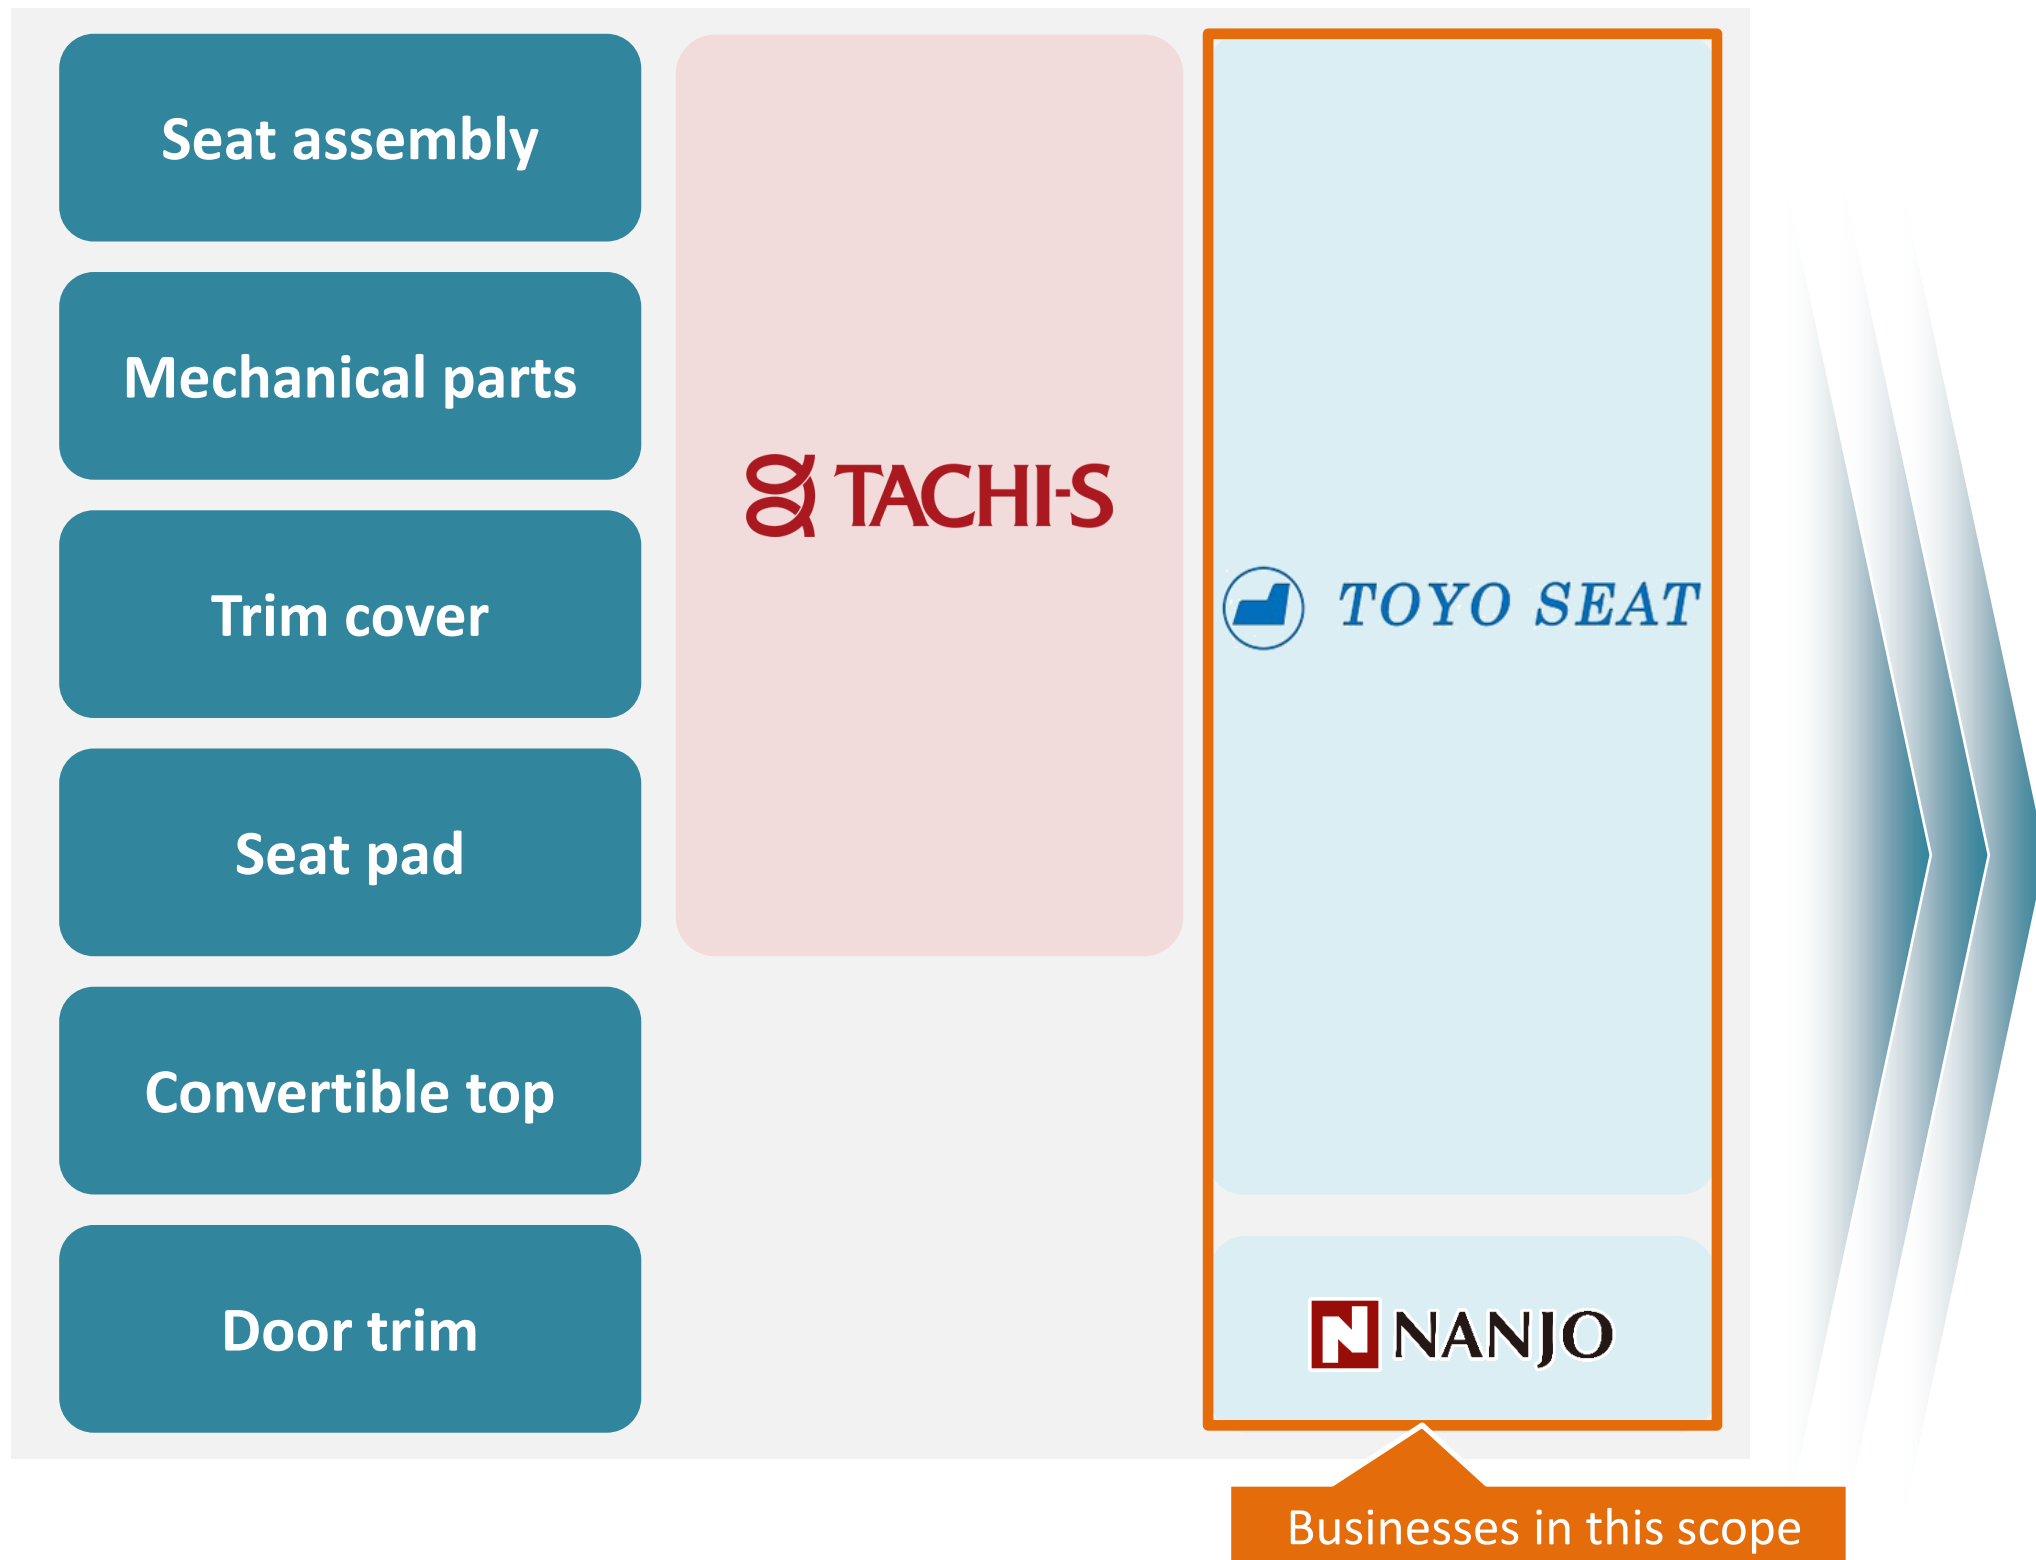 Seat assembly
Mechanical parts
Trim cover
Seat pad
Convertible top
Door trim
TACHI-S
TOYO SEAT
N NANJO
Businesses in this scope